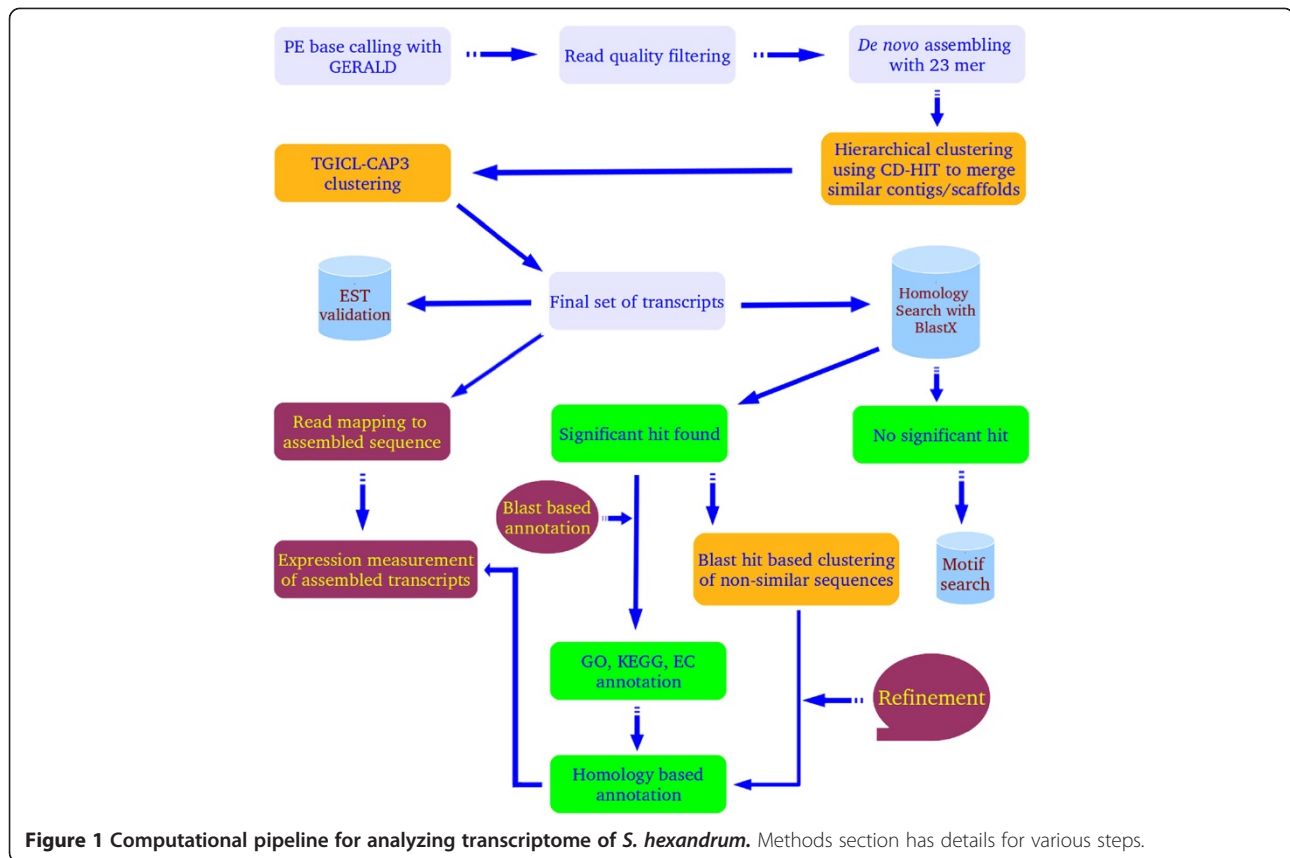 PE base calling with
GERALD
Read quality filtering
De novo assembling
with 23 mer
TGICL-CAP3
clustering
Hierarchical clustering
using CD-HIT to merge
similar contigs/scaffolds
EST
validation
Final set of transcripts
Homology
Search with
BlastX
Read mapping to
assembled sequence
Significant hit found
No significant hit
Blast based
annotation
Expression measurement
of assembled transcripts
Blast hit based clustering
of non-similar sequences
Motif
search
GO, KEGG, EC
annotation
Refinement
Homology based
annotation
Figure 1 Computational pipeline for analyzing transcriptome of S. hexandrum. Methods section has details for various steps.